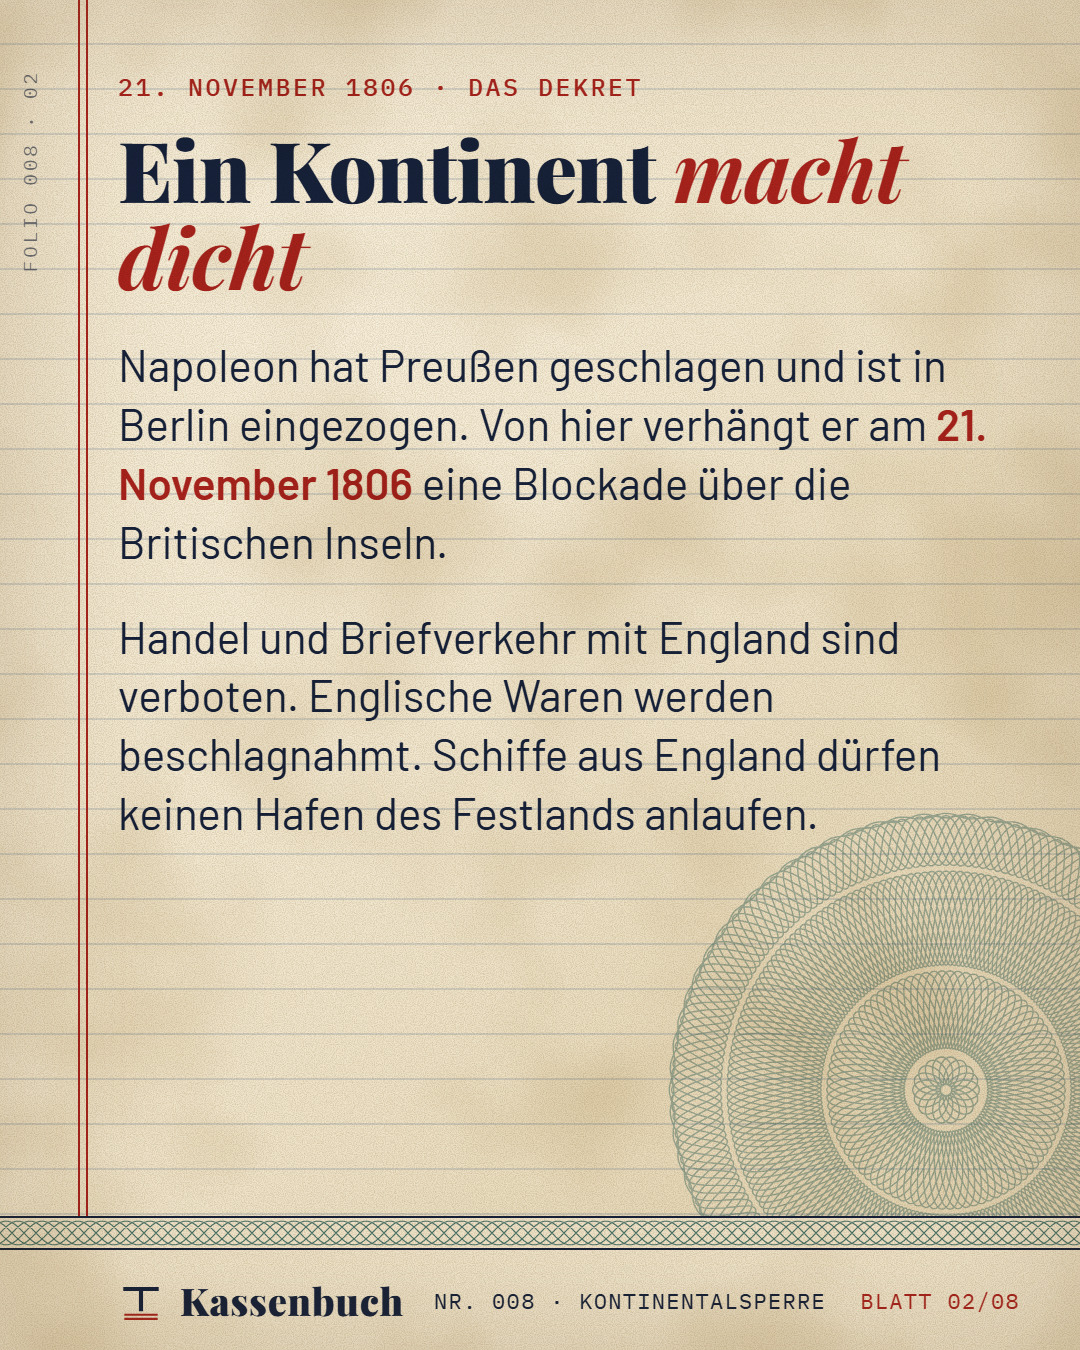 FOLIO 008 · 02
21. NOVEMBER 1806 · DAS DEKRET
Ein Kontinent macht
dicht
Napoleon hat Preußen geschlagen und ist in
Berlin eingezogen. Von hier verhängt er am 21.
November 1806 eine Blockade über die
Britischen Inseln.
Handel und Briefverkehr mit England sind
verboten. Englische Waren werden
beschlagnahmt. Schiffe aus England dürfen
keinen Hafen des Festlands anlaufen.
Kassenbuch NR. 008 · KONTINENTALSPERRE BLATT 02/08